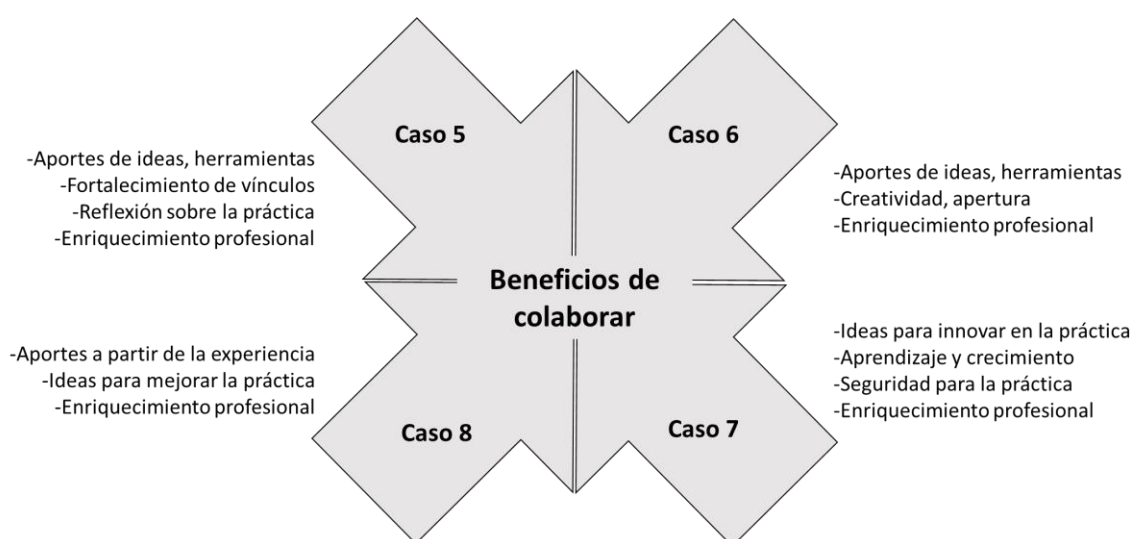 Caso 5
-Aportes de ideas, herramientas
-Fortalecimiento de vínculos
-Reflexión sobre la práctica
-Enriquecimiento profesional
Caso 6
-Aportes de ideas, herramientas
-Creatividad, apertura
-Enriquecimiento profesional
Beneficios de
colaborar
-Aportes a partir de la experiencia
-Ideas para mejorar la práctica
-Enriquecimiento profesional
Caso 8
-Ideas para innovar en la práctica
-Aprendizaje y crecimiento
-Seguridad para la práctica
-Enriquecimiento profesional
Caso 7